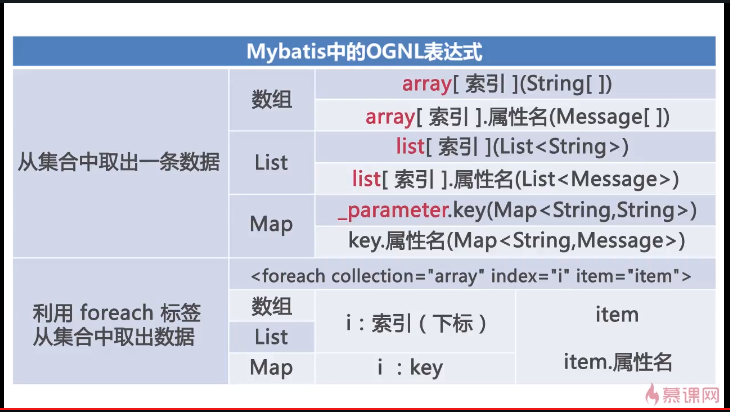 Mybatis中的OGNL表达式
从集合中取出一条数据
数组
array[ 索引 ](String[ ])
array[ 索引 ].属性名(Message[ ])
List
list[ 索引 ](List<String>)
list[ 索引 ].属性名(List<Message>)
Map
_parameter.key(Map<String,String>)
key.属性名(Map<String,Message>)
利用 foreach 标签
从集合中取出数据
<foreach collection="array" index="i" item="item">
数组
List
i：索引（下标）
Map
i ：key
item
item.属性名
慕课网